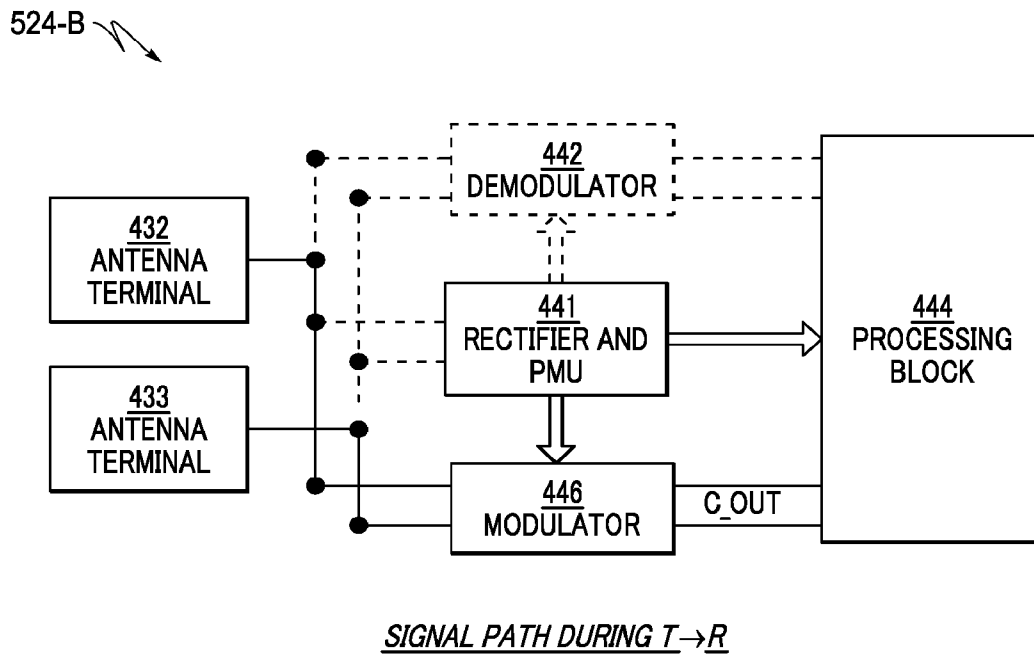 524-B
442
DEMODULATOR
432
ANTENNA
TERMINAL
441
RECTIFIER AND
PMU
444
PROCESSING
BLOCK
433
ANTENNA
TERMINAL
446
MODULATOR
C_OUT
SIGNAL PATH DURING T→R